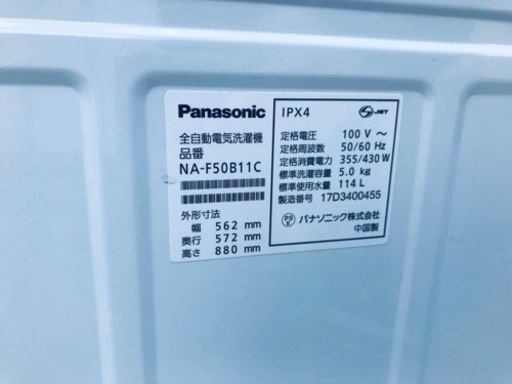 Panasonic
全自動電気洗濯機
品番
NA-F50B11C
外形寸法
幅 562 mm
奥行 572 mm
高さ 880 mm
IPX4
S JET
定格電圧 100 V ～
定格周波数 50/60 Hz
定格消費電力 355/430 W
標準洗濯容量 5.0 kg
標準使用水量 114 L
製造番号 17D3400455
PS E パナソニック株式会社
中国製